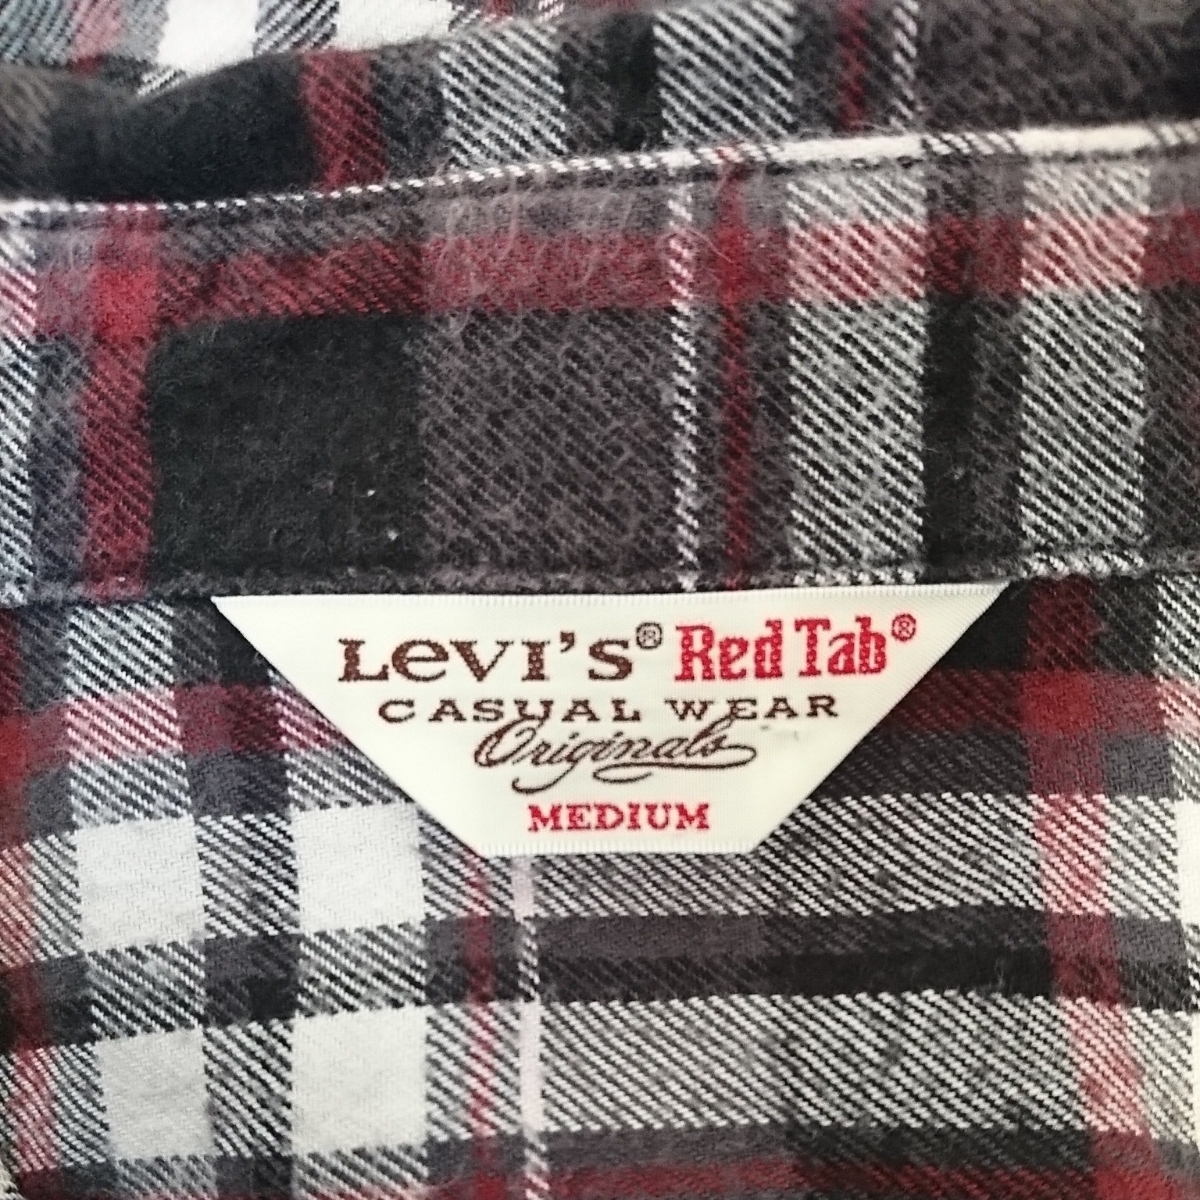 Levi's® Red Tab®
CASUAL WEAR
Originals
MEDIUM